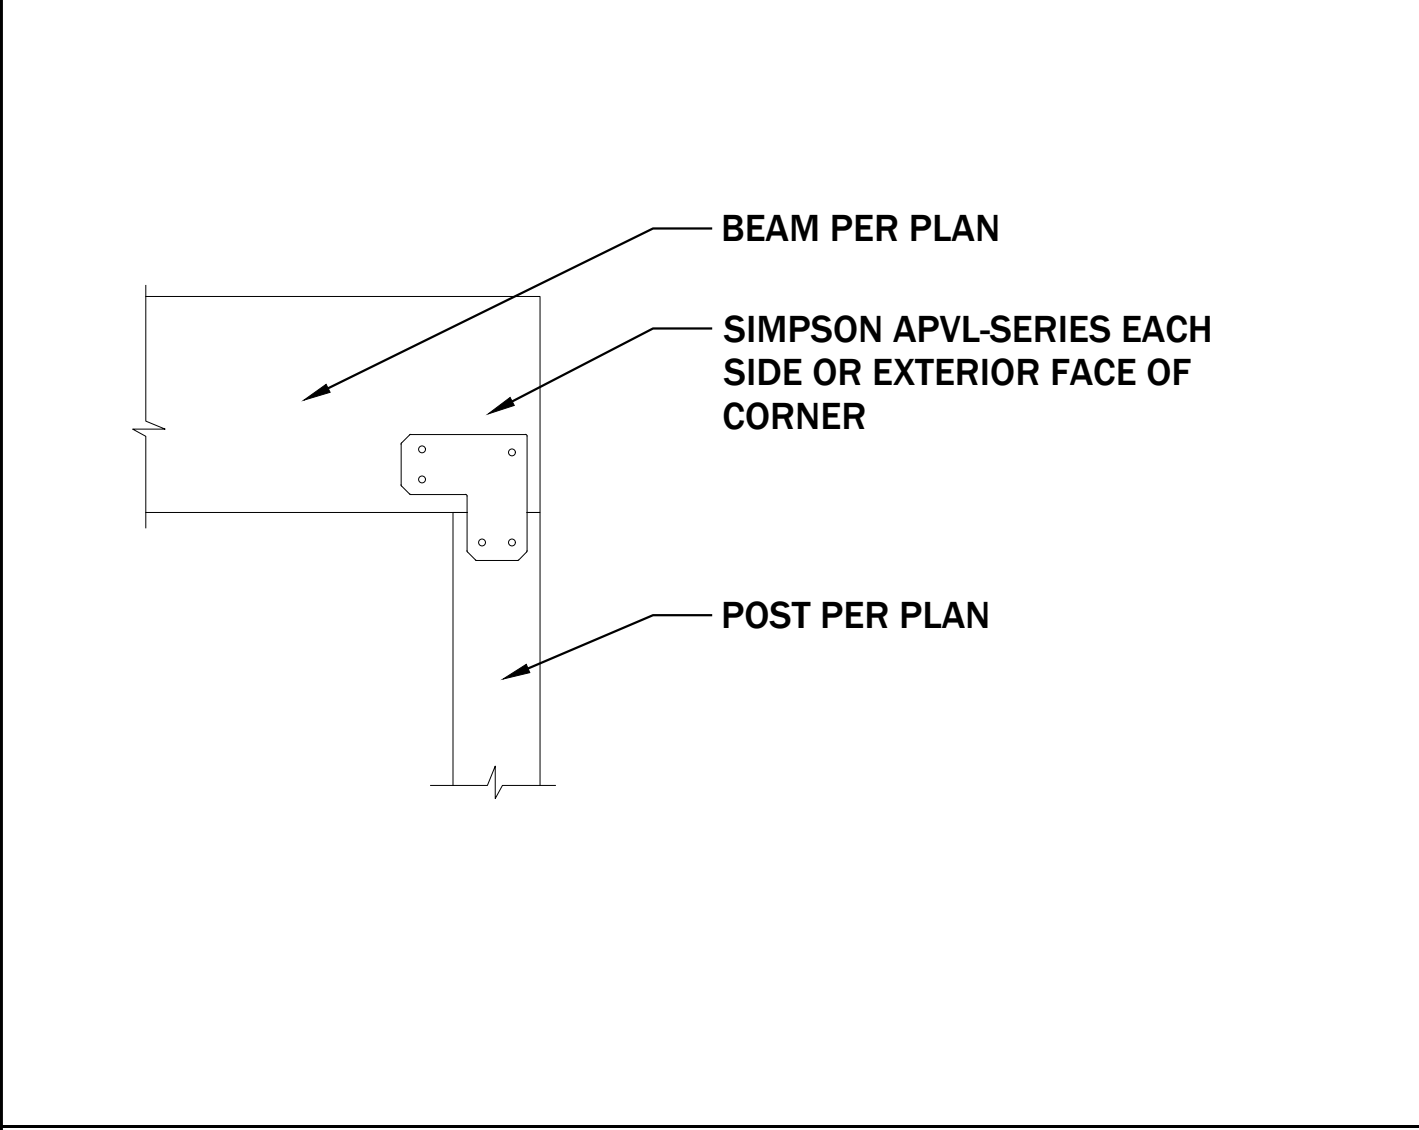 BEAM PER PLAN
SIMPSON APVL-SERIES EACH
SIDE OR EXTERIOR FACE OF
CORNER
POST PER PLAN